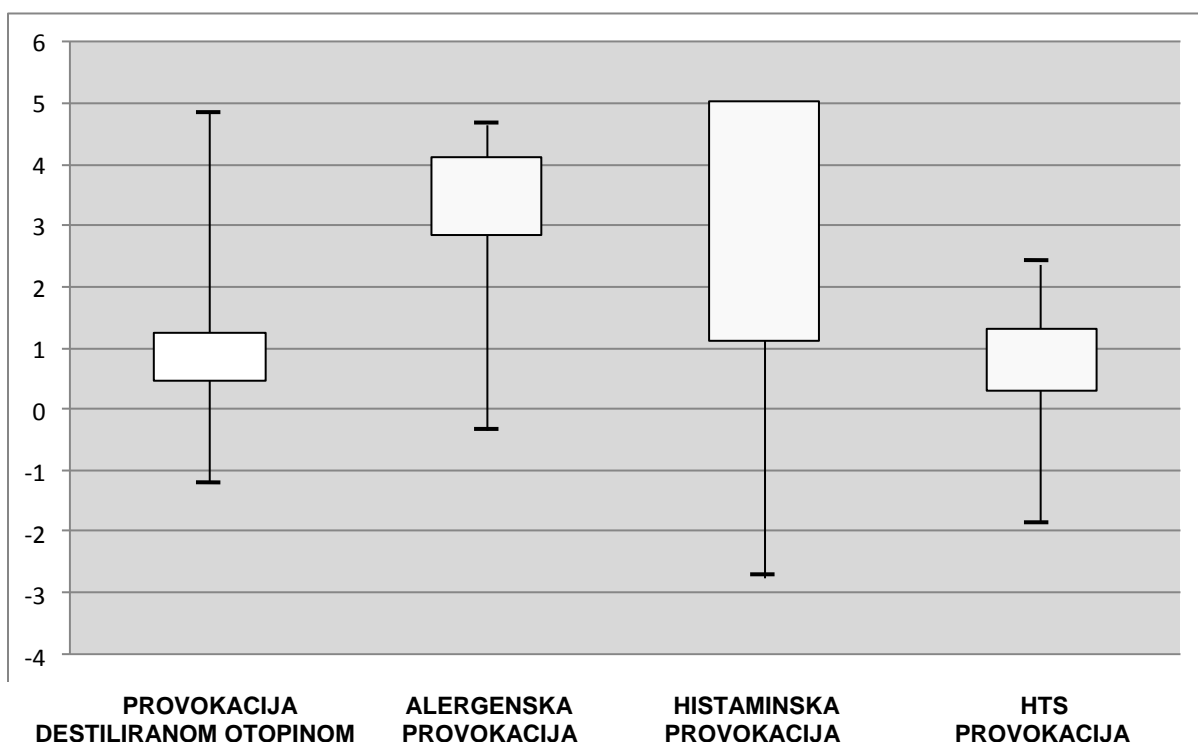 6
5
4
3
2
1
0
-1
-2
-3
-4
PROVOKACIJA
DESTILIRANOM OTOPINOM
ALERGENSKA
PROVOKACIJA
HISTAMINSKA
PROVOKACIJA
HTS
PROVOKACIJA